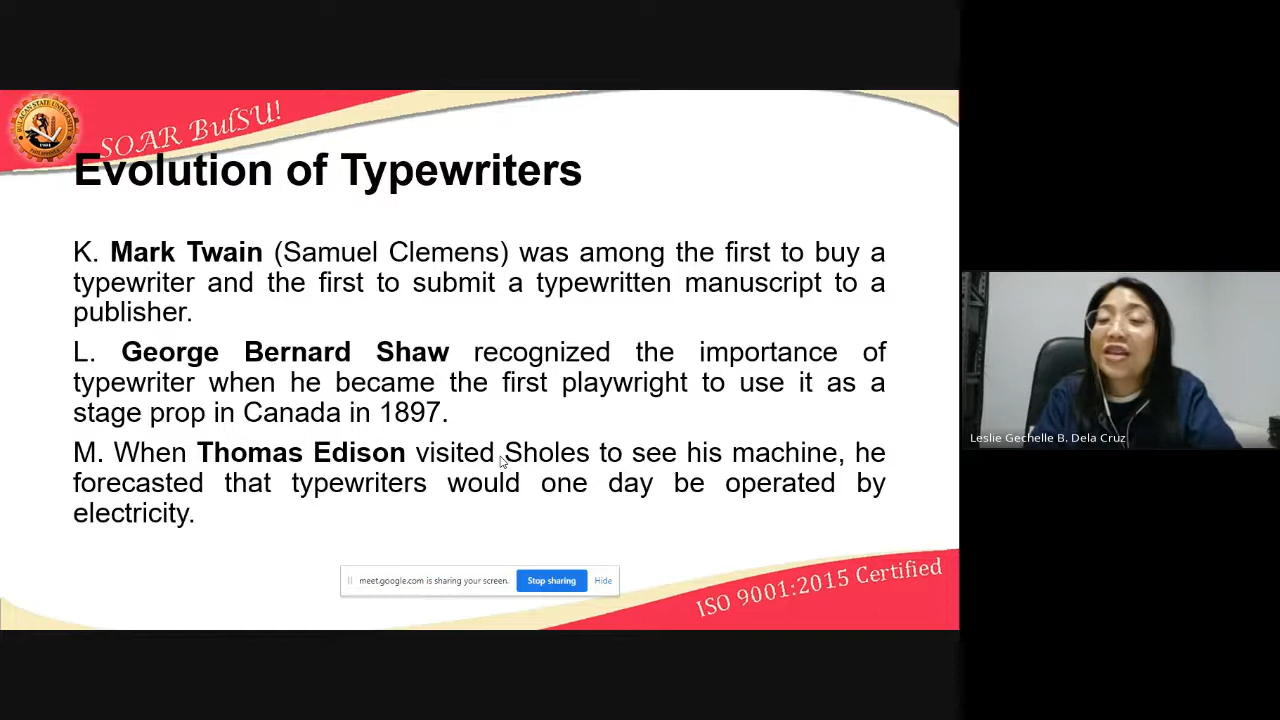 SOAR BulSU!
Evolution of Typewriters
K. Mark Twain (Samuel Clemens) was among the first to buy a
typewriter and the first to submit a typewritten manuscript to a
publisher.
L. George Bernard Shaw recognized the importance of
typewriter when he became the first playwright to use it as a
stage prop in Canada in 1897.
M. When Thomas Edison visited Sholes to see his machine, he
forecasted that typewriters would one day be operated by
electricity.
meet.google.com is sharing your screen. Stop sharing Hide
ISO 9001:2015 Certified
Leslie Gechelle B. Dela Cruz